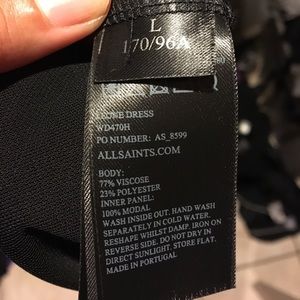 L
170/96A
DRESS
WD470H
PO NUMBER: AS_8599
ALLSAINTS.COM
BODY:
77% VISCOSE
23% POLYESTER
INNER PANEL:
100% MODAL
WASH INSIDE OUT. HAND WASH
SEPARATELY IN COLD WATER.
RESHAPE WHILST DAMP. IRON ON
REVERSE SIDE. DO NOT DRY IN
DIRECT SUNLIGHT. STORE FLAT.
MADE IN PORTUGAL